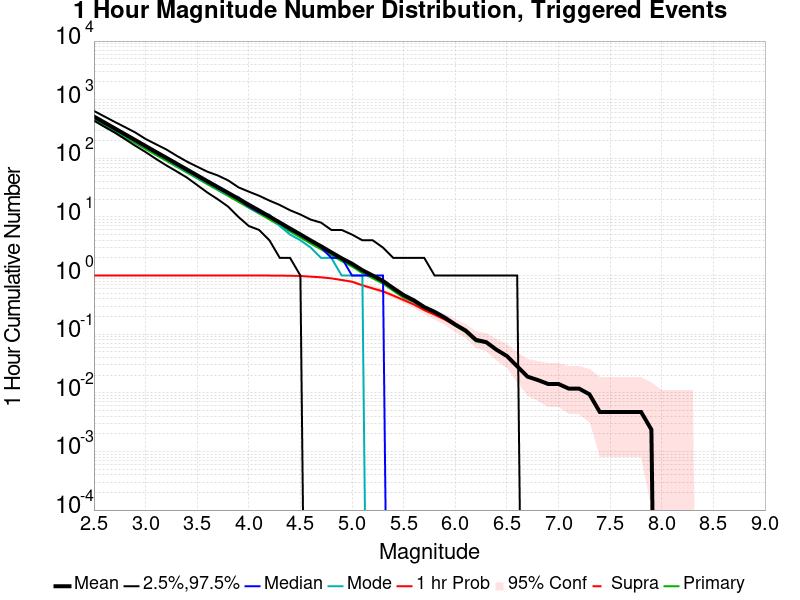 1 Hour Magnitude Number Distribution, Triggered Events
1 Hour Cumulative Number
10^4
10^3
10^2
10^1
10^0
10^-1
10^-2
10^-3
10^-4
2.5 3.0 3.5 4.0 4.5 5.0 5.5 6.0 6.5 7.0 7.5 8.0 8.5 9.0
Magnitude
Mean 2.5%,97.5% Median Mode 1 hr Prob 95% Conf Supra Primary